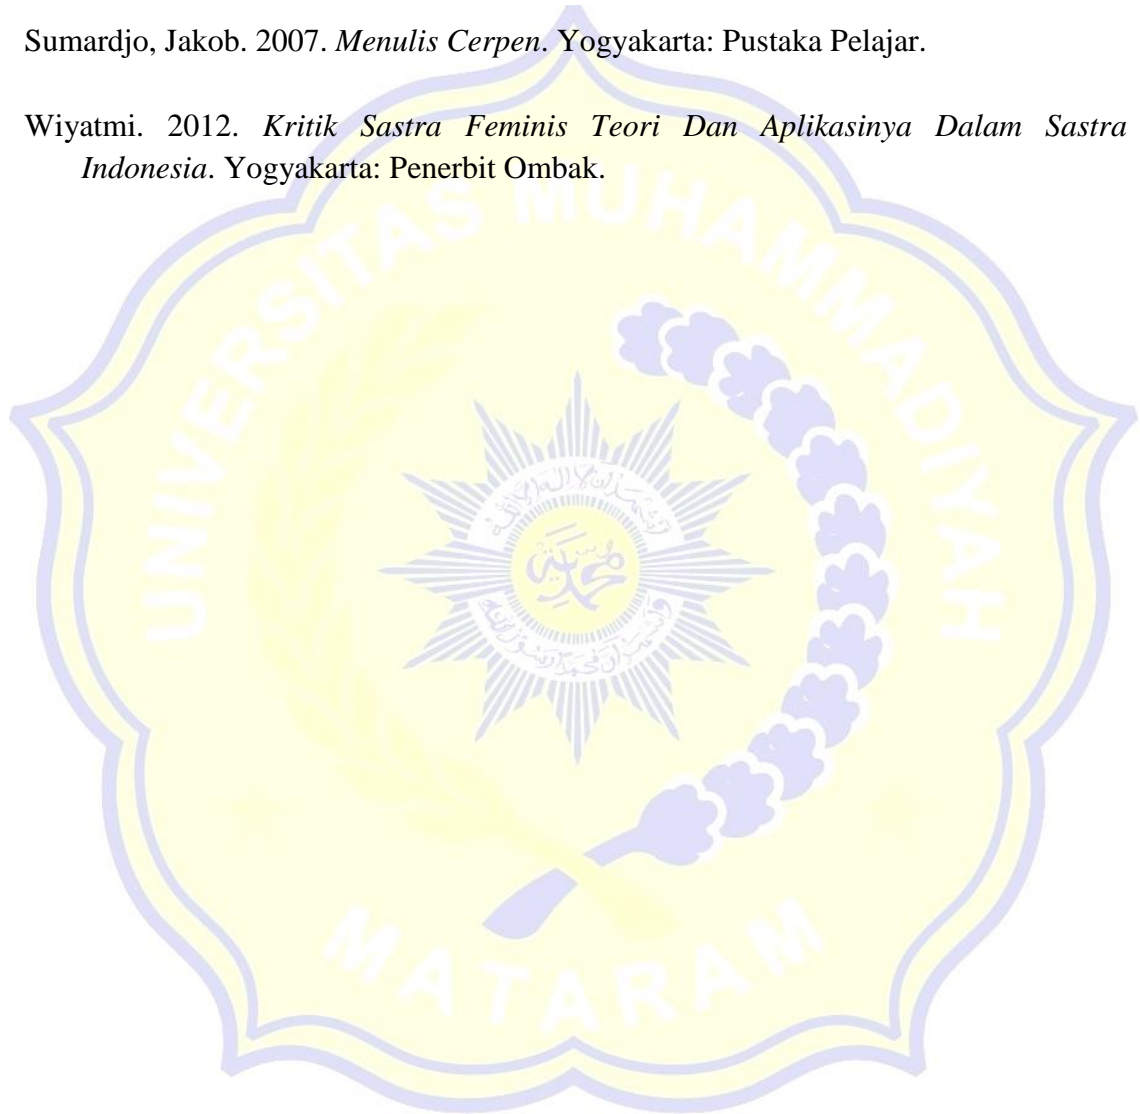 Sumardjo, Jakob. 2007. Menulis Cerpen. Yogyakarta: Pustaka Pelajar.
Wiyatmi. 2012. Kritik Sastra Feminis Teori Dan Aplikasinya Dalam Sastra
Indonesia. Yogyakarta: Penerbit Ombak.
UNIVERSITAS MUHAMMADIYAH
MATARAM